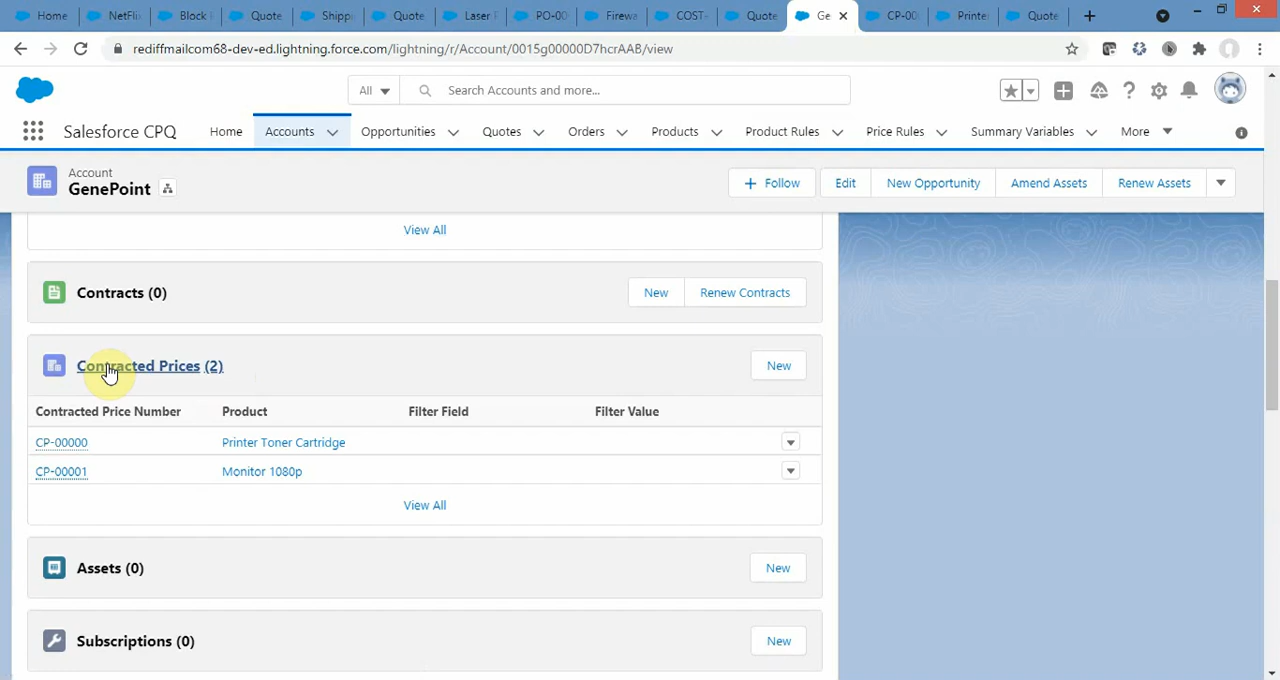 Home NetFli Block Quote Shipp Quote Laser PO-00 Firewa COST- Quote Ge CP-00 Printe Quote
rediffmailcom68-dev-ed.lightning.force.com/lightning/r/Account/0015g00000D7hcrAAB/view
All Search Accounts and more...
Salesforce CPQ Home Accounts Opportunities Quotes Orders Products Product Rules Price Rules Summary Variables More
Account
GenePoint
Follow Edit New Opportunity Amend Assets Renew Assets
View All
Contracts (0) New Renew Contracts
Contracted Prices (2) New
Contracted Price Number Product Filter Field Filter Value
CP-00000 Printer Toner Cartridge
CP-00001 Monitor 1080p
View All
Assets (0) New
Subscriptions (0) New